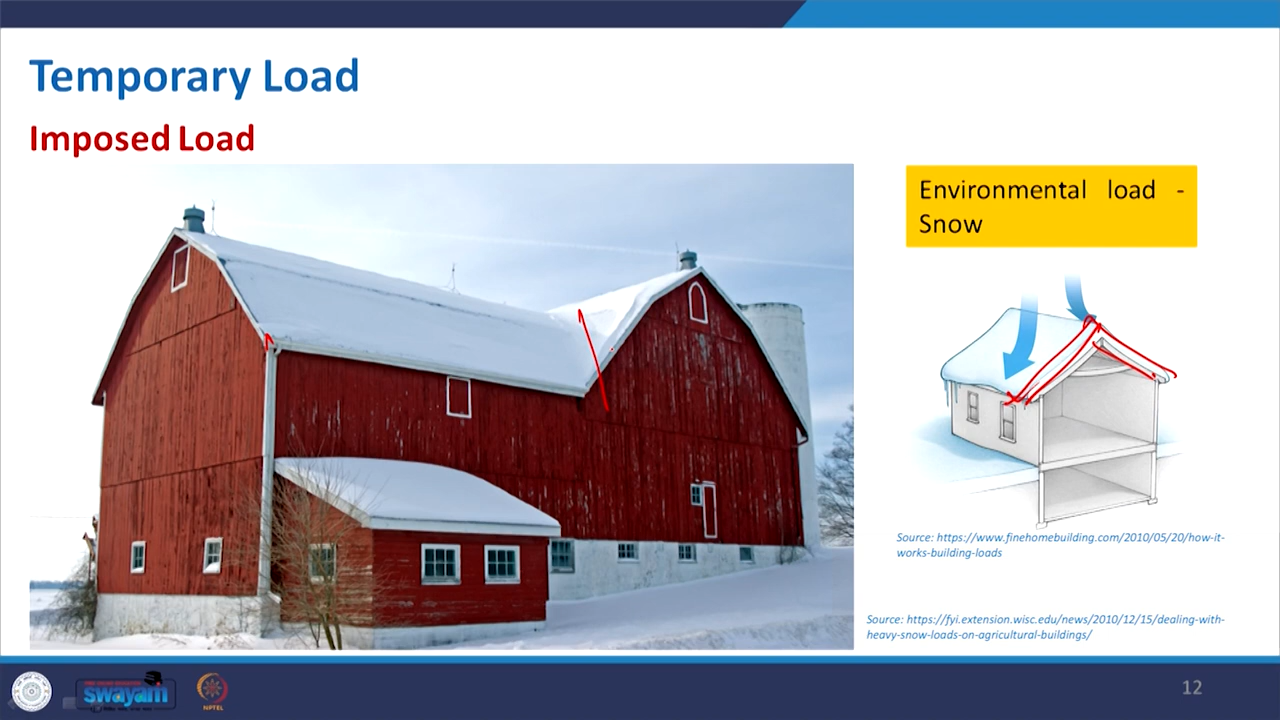 Temporary Load
Imposed Load
Environmental load -
Snow
Source: https://www.finehomebuilding.com/2010/05/20/how-it-
works-building-loads
Source: https://fyi.extension.wisc.edu/news/2010/12/15/dealing-with-
heavy-snow-loads-on-agricultural-buildings/
swayam
NPTEL
12